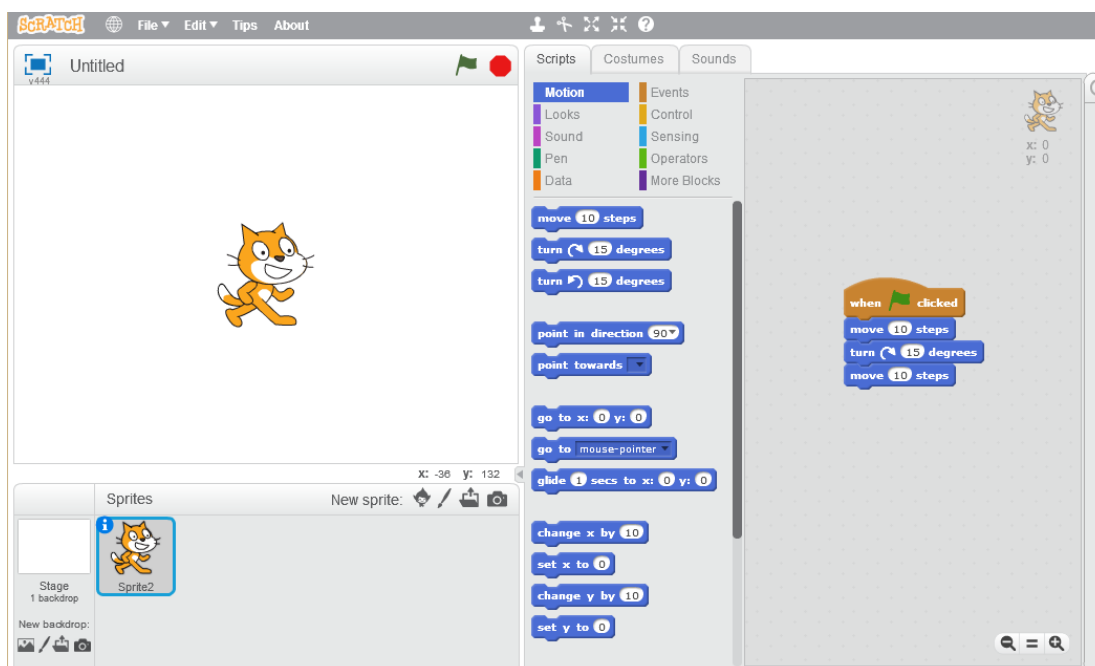 SCRATCH File Edit Tips About
v444 Untitled
Scripts Costumes Sounds
Motion Events
Looks Control
Sound Sensing
Pen Operators
Data More Blocks
x: 0
y: 0
move 10 steps
turn 15 degrees
turn 15 degrees
point in direction 90
point towards
go to x: 0 y: 0
go to mouse-pointer
glide 1 secs to x: 0 y: 0
change x by 10
set x to 0
change y by 10
set y to 0
when clicked
move 10 steps
turn 15 degrees
move 10 steps
X: -36 y: 132
Sprites New sprite:
Stage
1 backdrop
Sprite2
New backdrop: